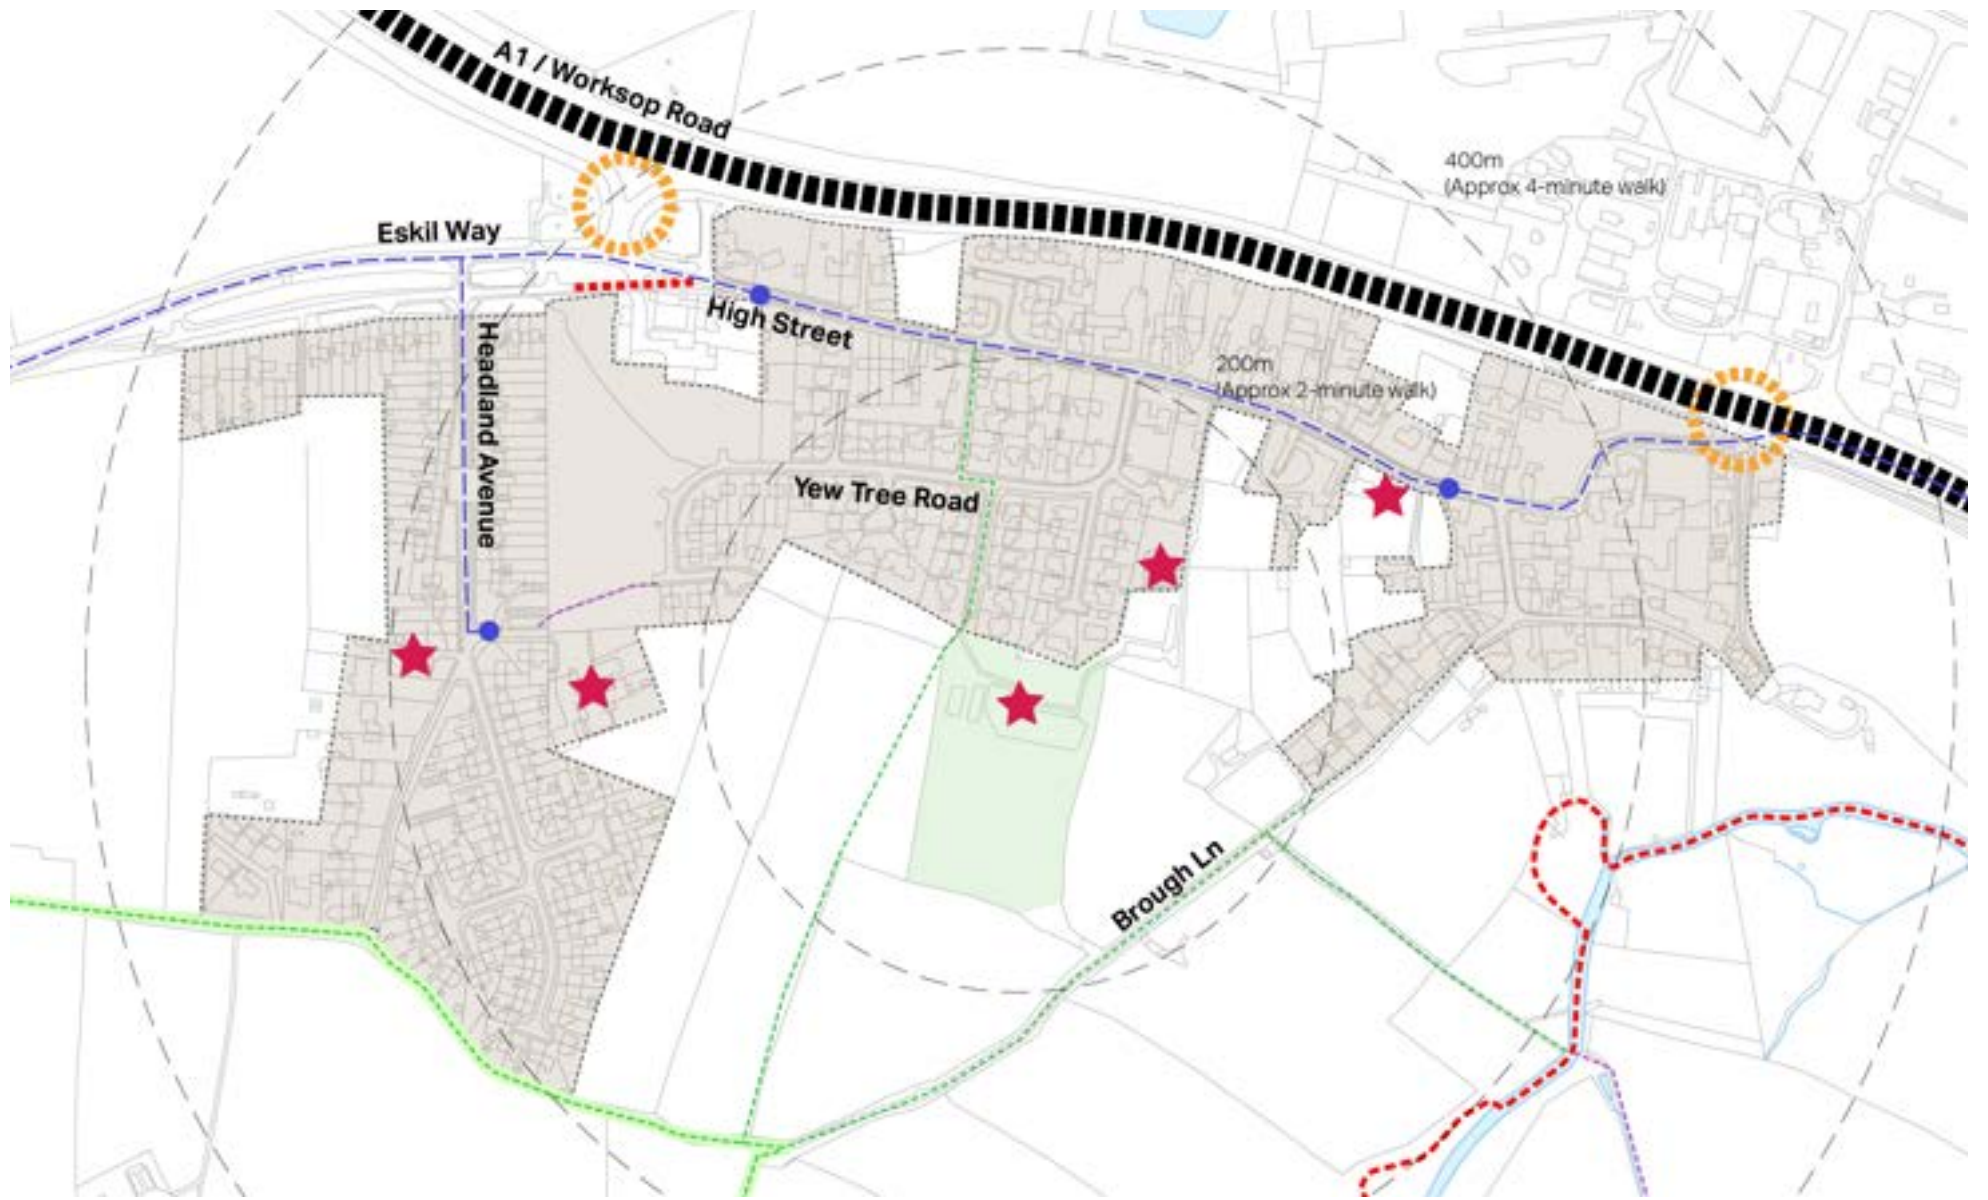 A1 / Worksop Road
400m
(Approx 4-minute walk)
Eskil Way
High Street
Headland Avenue
200m
(Approx 2-minute walk)
Yew Tree Road
Brough Ln